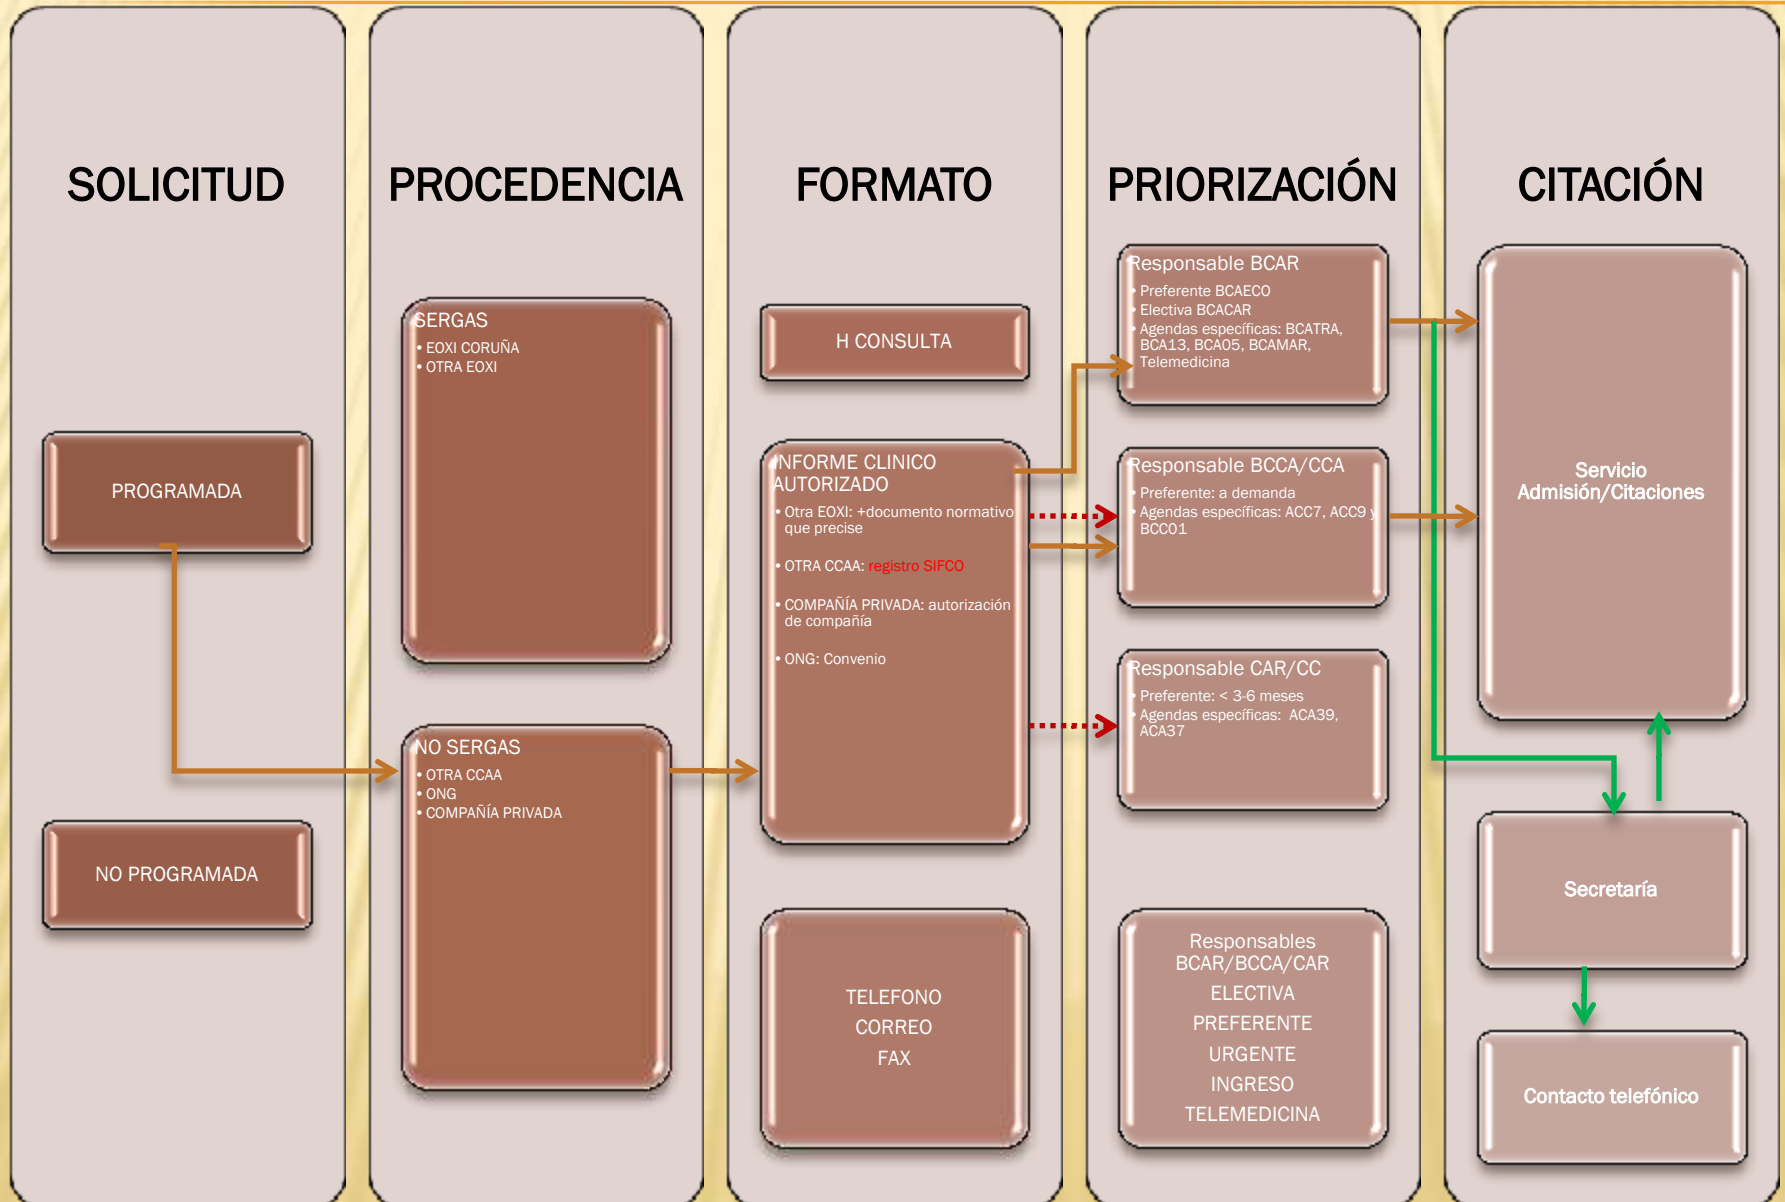 SOLICITUD
PROGRAMADA
NO PROGRAMADA
PROCEDENCIA
SERGAS
• EOXI CORUÑA
• OTRA EOXI
NO SERGAS
• OTRA CCAA
• ONG
• COMPAÑÍA PRIVADA
FORMATO
H CONSULTA
INFORME CLINICO
AUTORIZADO
• Otra EOXI: +documento normativo
que precise
• OTRA CCAA: registro SIFCO
• COMPAÑÍA PRIVADA: autorización
de compañía
• ONG: Convenio
TELEFONO
CORREO
FAX
PRIORIZACIÓN
Responsable BCAR
• Preferente BCAECO
• Electiva BCACAR
• Agendas específicas: BCATRA,
BCA13, BCA05, BCAMAR,
Telemedicina
Responsable BCCA/CCA
• Preferente: a demanda
• Agendas específicas: ACC7, ACC9 y
BCC01
Responsable CAR/CC
• Preferente: < 3-6 meses
• Agendas específicas: ACA39,
ACA37
Responsables
BCAR/BCCA/CAR
ELECTIVA
PREFERENTE
URGENTE
INGRESO
TELEMEDICINA
CITACIÓN
Servicio
Admisión/Citaciones
Secretaría
Contacto telefónico